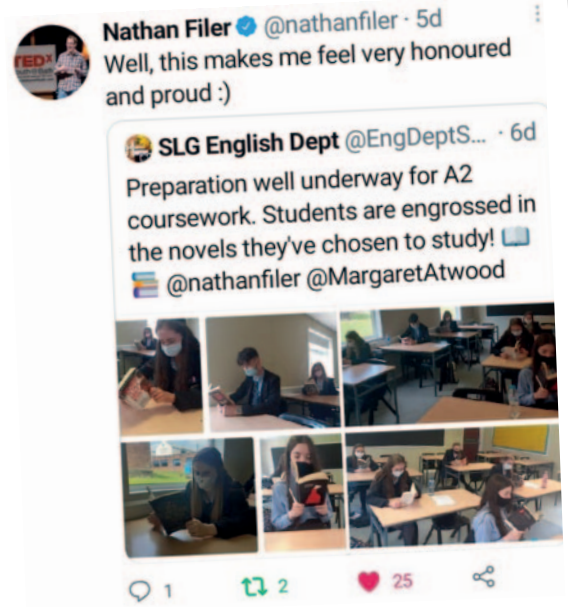 Nathan Filer @nathanfiler · 5d
Well, this makes me feel very honoured
and proud :)
TEDx
SLG English Dept @EngDeptS... · 6d
Preparation well underway for A2
coursework. Students are engrossed in
the novels they've chosen to study! 📖
📚 @nathanfiler @MargaretAtwood
1 2 25